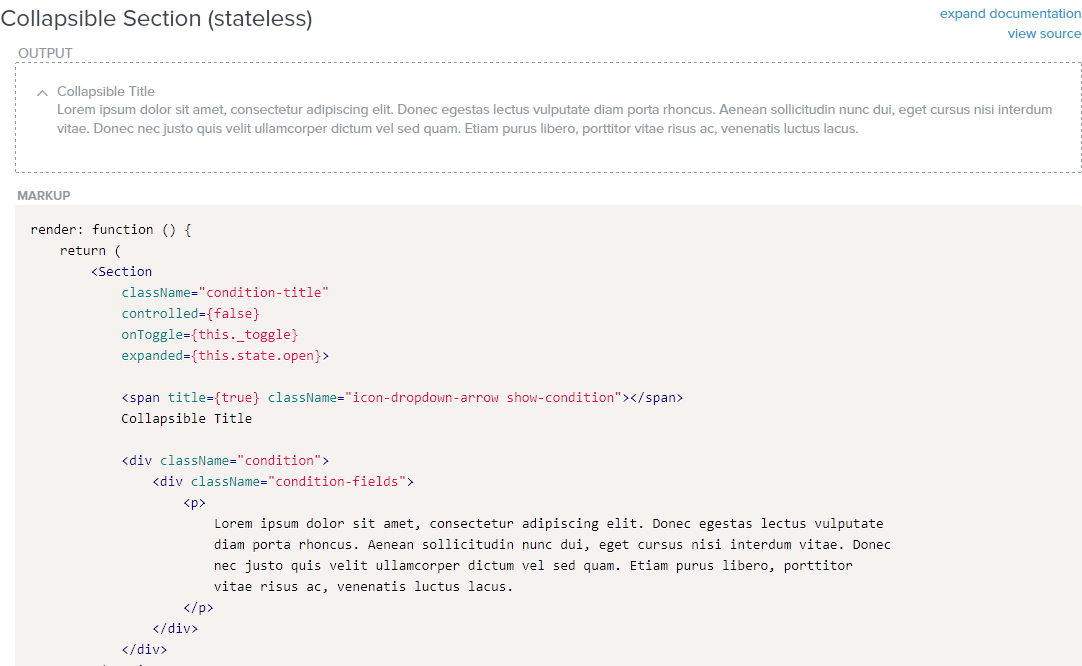 Collapsible Section (stateless)
expand documentation
view source
OUTPUT
Collapsible Title
Lorem ipsum dolor sit amet, consectetur adipiscing elit. Donec egestas lectus vulputate diam porta rhoncus. Aenean sollicitudin nunc dui, eget cursus nisi interdum
vitae. Donec nec justo quis velit ullamcorper dictum vel sed quam. Etiam purus libero, porttitor vitae risus ac, venenatis luctus lacus.
MARKUP
render: function () {
    return (
        <Section
            className="condition-title"
            controlled={false}
            onToggle={this._toggle}
            expanded={this.state.open}>
            <span title={true} className="icon-dropdown-arrow show-condition"></span>
            Collapsible Title
            <div className="condition">
                <div className="condition-fields">
                    <p>
                        Lorem ipsum dolor sit amet, consectetur adipiscing elit. Donec egestas lectus vulputate
                        diam porta rhoncus. Aenean sollicitudin nunc dui, eget cursus nisi interdum vitae. Donec
                        nec justo quis velit ullamcorper dictum vel sed quam. Etiam purus libero, porttitor
                        vitae risus ac, venenatis luctus lacus.
                    </p>
                </div>
            </div>